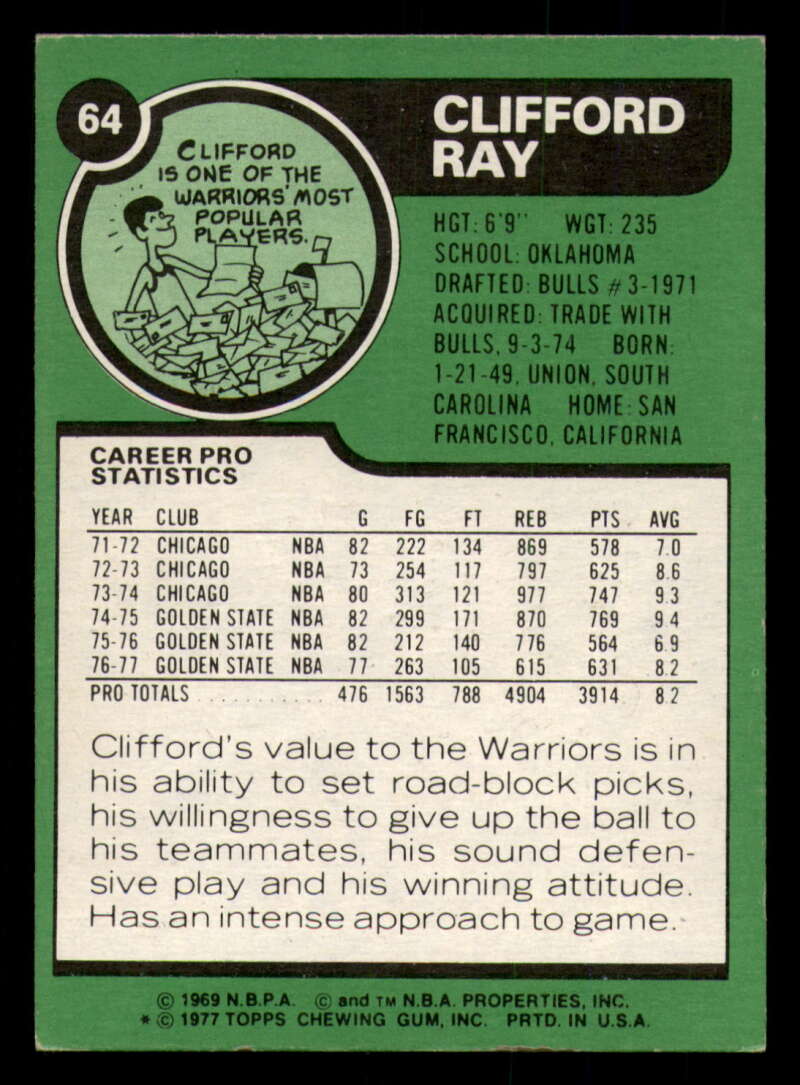 64
CLIFFORD
IS ONE OF THE
WARRIORS' MOST
POPULAR
PLAYERS.
CLIFFORD
RAY
HGT: 6'9" WGT: 235
SCHOOL: OKLAHOMA
DRAFTED: BULLS # 3-1971
ACQUIRED: TRADE WITH
BULLS, 9-3-74 BORN:
1-21-49, UNION, SOUTH
CAROLINA HOME: SAN
FRANCISCO, CALIFORNIA
CAREER PRO
STATISTICS
YEAR CLUB G FG FT REB PTS. AVG
71-72 CHICAGO NBA 82 222 134 869 578 7.0
72-73 CHICAGO NBA 73 254 117 797 625 8.6
73-74 CHICAGO NBA 80 313 121 977 747 9.3
74-75 GOLDEN STATE NBA 82 299 171 870 769 9.4
75-76 GOLDEN STATE NBA 82 212 140 776 564 6.9
76-77 GOLDEN STATE NBA 77 263 105 615 631 8.2
PRO TOTALS . . . . . . . . . . . . 476 1563 788 4904 3914 8.2
Clifford's value to the Warriors is in
his ability to set road-block picks,
his willingness to give up the ball to
his teammates, his sound defen-
sive play and his winning attitude.
Has an intense approach to game.
© 1969 N.B.P.A. © and TM N.B.A. PROPERTIES, INC.
* © 1977 TOPPS CHEWING GUM, INC. PRTD. IN U.S.A.